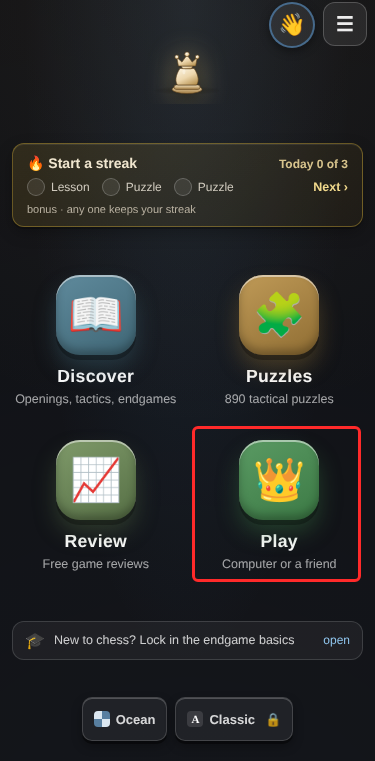 Start a streak
Today 0 of 3
Lesson
Puzzle
Puzzle
Next ›
bonus · any one keeps your streak
Discover
Openings, tactics, endgames
Puzzles
890 tactical puzzles
Review
Free game reviews
Play
Computer or a friend
New to chess? Lock in the endgame basics
open
Ocean
A
Classic